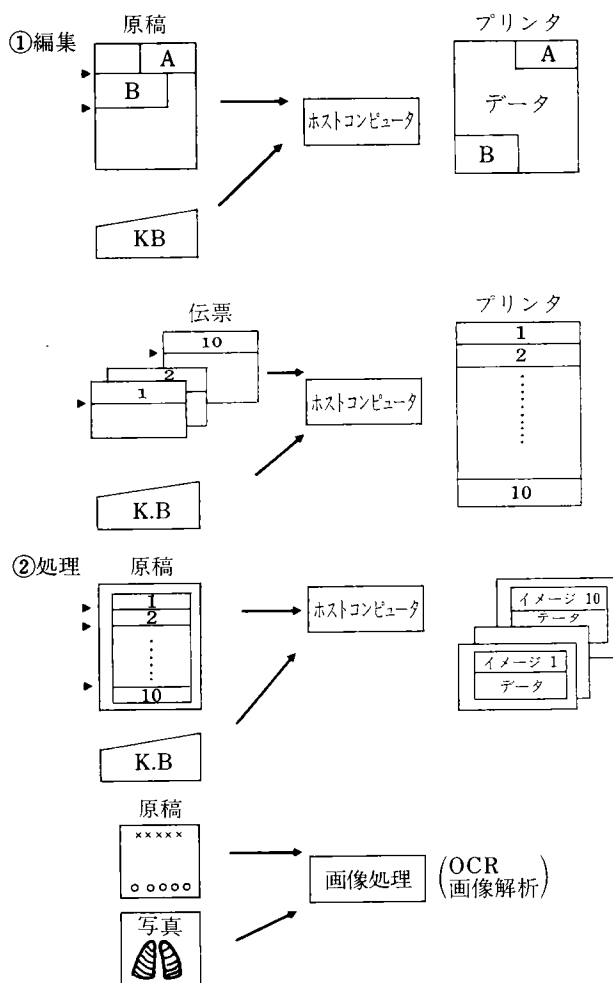 ①編集
原稿
プリンタ
A
B
ホストコンピュータ
A
データ
B
KB
伝票
プリンタ
10
2
1
ホストコンピュータ
1
2
10
K.B
②処理
原稿
1
2
10
ホストコンピュータ
イメージ 10
データ
イメージ 1
データ
K.B
原稿
×××××
○○○○○
画像処理
(OCR
画像解析)
写真